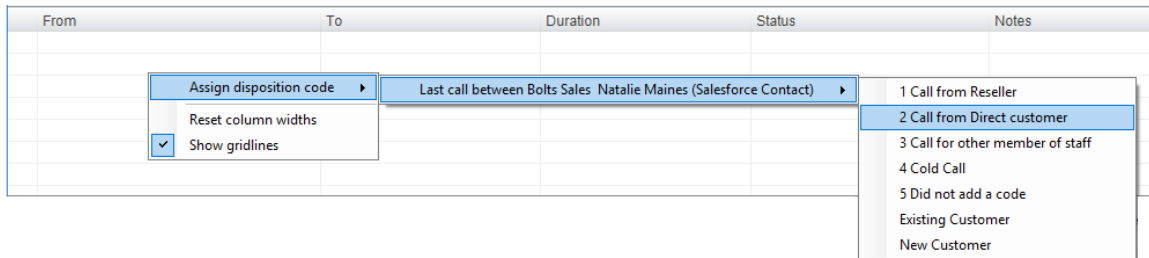 From To Duration Status Notes
Assign disposition code
Last call between Bolts Sales Natalie Maines (Salesforce Contact)
Reset column widths
Show gridlines
1 Call from Reseller
2 Call from Direct customer
3 Call for other member of staff
4 Cold Call
5 Did not add a code
Existing Customer
New Customer